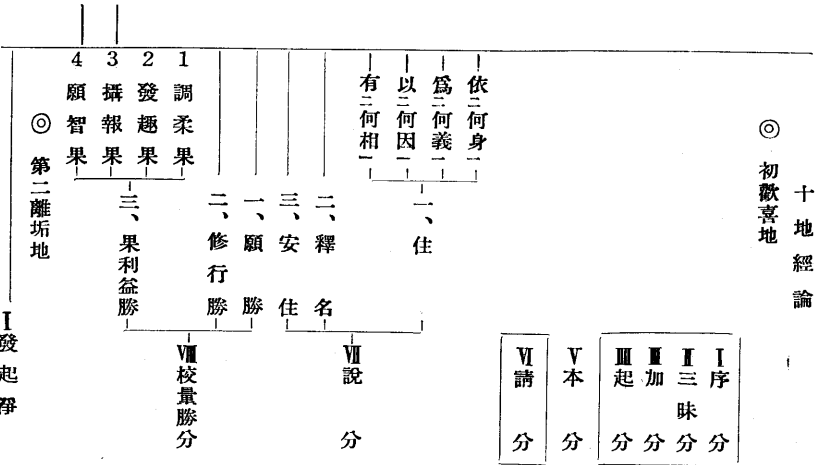 十地經論
◎ 初歡喜地
Ⅰ序分
Ⅱ三昧分
Ⅲ加分
Ⅲ起分
Ⅴ本分
Ⅵ請分
Ⅶ說分
一、住
依二何身一
爲二何義一
以二何因一
有二何相一
二、釋名
三、安住
Ⅷ校量勝分
一、願勝
二、修行勝
三、果利益勝
1調柔果
2發趣果
3攝報果
4願智果
◎ 第二離垢地
Ⅰ發起淨